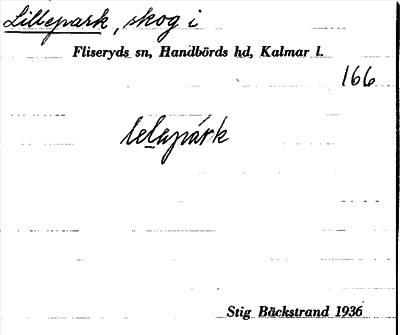 Lillepark, skog i
Fliseryds sn, Handbörds hd, Kalmar l.
166
lelapárk
Stig Bäckstrand 1936